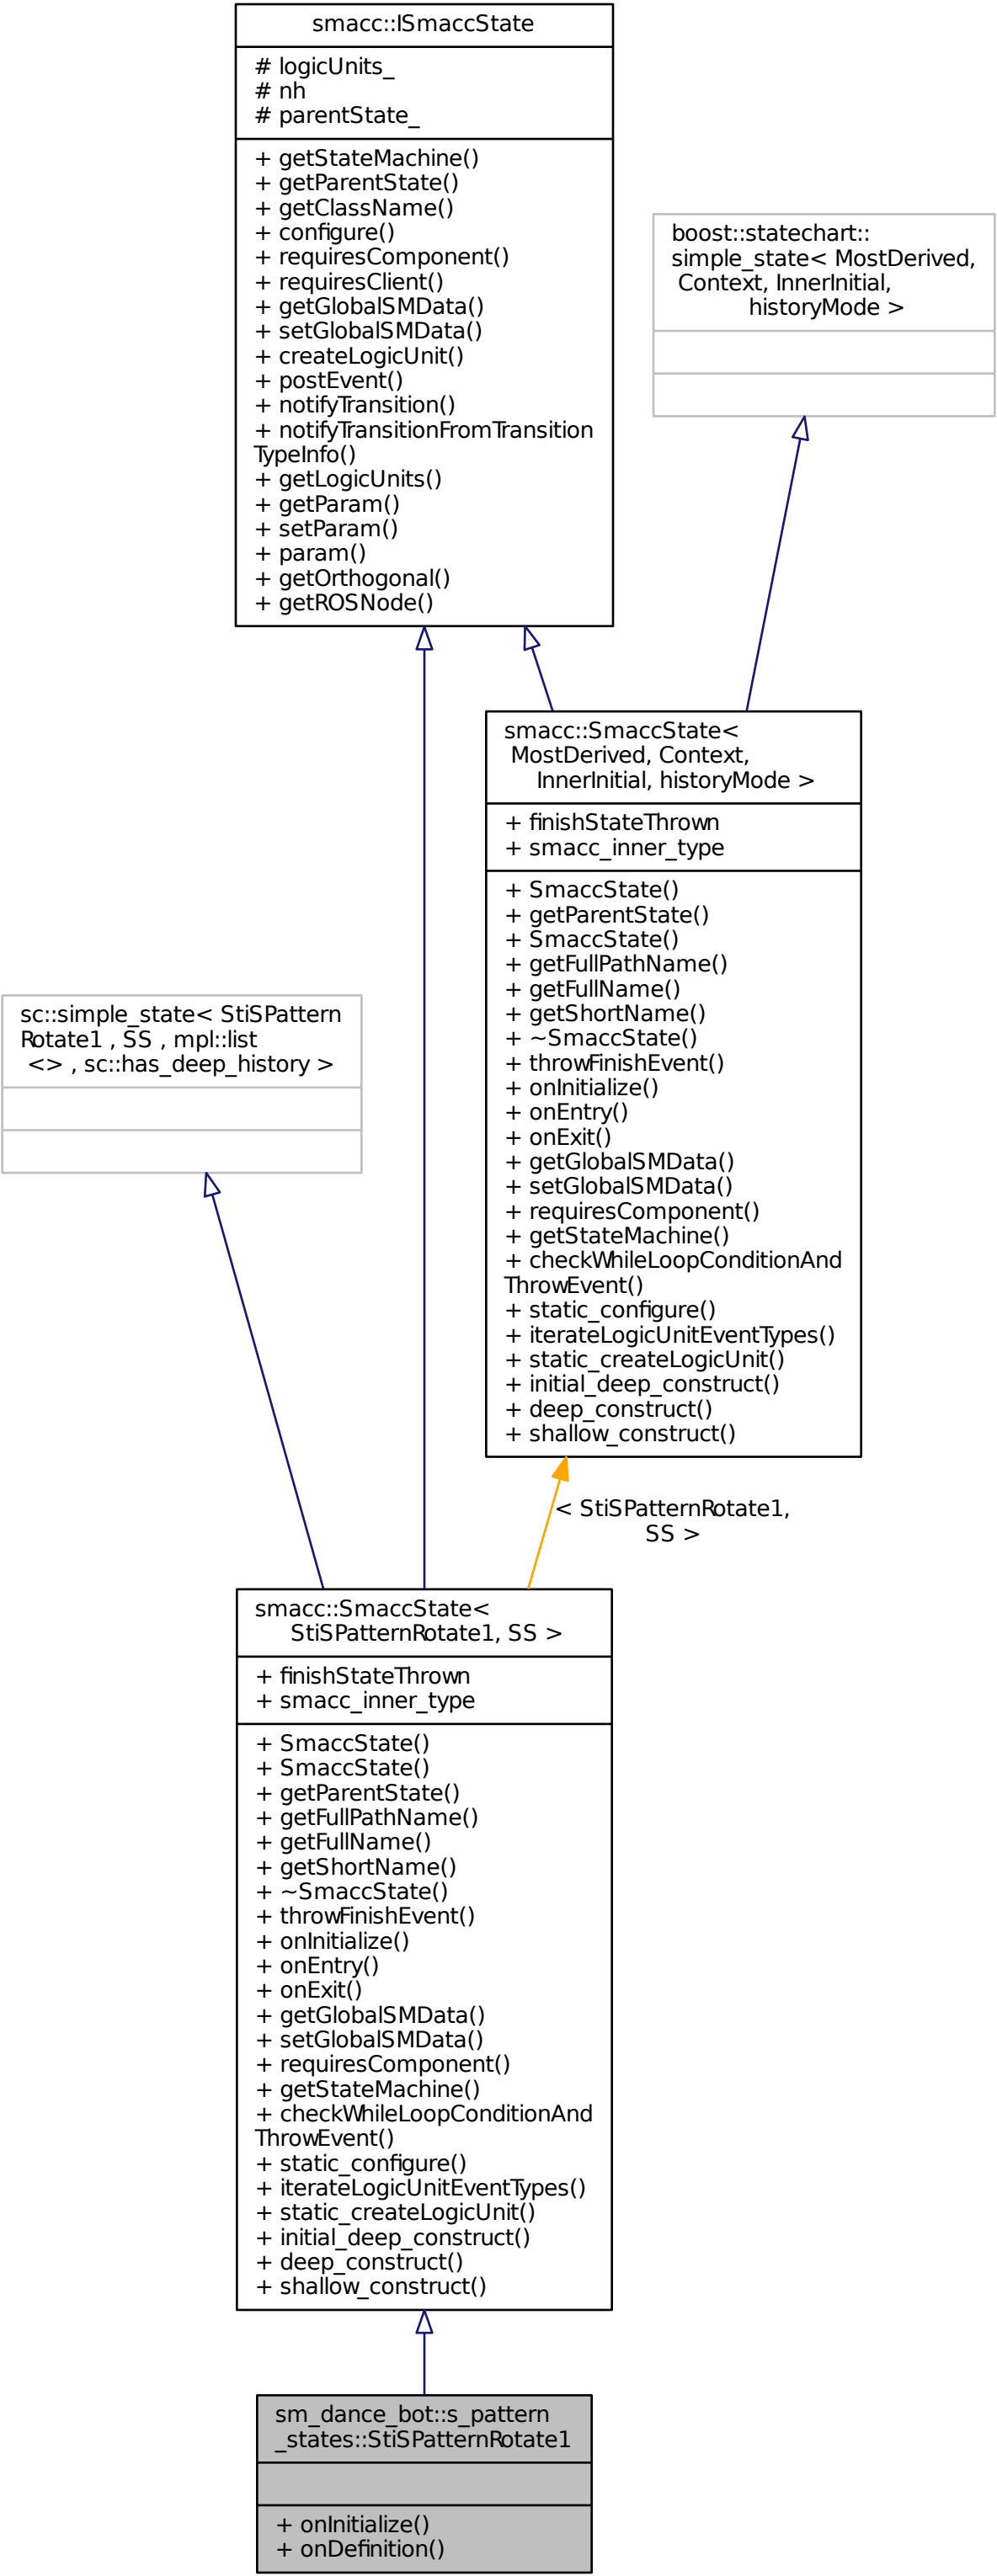 smacc::ISmaccState
# logicUnits_
# nh
# parentState_
+ getStateMachine()
+ getParentState()
+ getClassName()
+ configure()
+ requiresComponent()
+ requiresClient()
+ getGlobalSMData()
+ setGlobalSMData()
+ createLogicUnit()
+ postEvent()
+ notifyTransition()
+ notifyTransitionFromTransition
TypeInfo()
+ getLogicUnits()
+ getParam()
+ setParam()
+ param()
+ getOrthogonal()
+ getROSNode()
boost::statechart::
simple_state< MostDerived,
Context, InnerInitial,
historyMode >
smacc::SmaccState<
MostDerived, Context,
InnerInitial, historyMode >
+ finishStateThrown
+ smacc_inner_type
+ SmaccState()
+ getParentState()
+ SmaccState()
+ getFullPathName()
+ getFullName()
+ getShortName()
+ ~SmaccState()
+ throwFinishEvent()
+ onInitialize()
+ onEntry()
+ onExit()
+ getGlobalSMData()
+ setGlobalSMData()
+ requiresComponent()
+ getStateMachine()
+ checkWhileLoopConditionAnd
ThrowEvent()
+ static_configure()
+ iterateLogicUnitEventTypes()
+ static_createLogicUnit()
+ initial_deep_construct()
+ deep_construct()
+ shallow_construct()
sc::simple_state< StiSPattern
Rotate1 , SS , mpl::list
<> , sc::has_deep_history >
< StiSPatternRotate1,
SS >
smacc::SmaccState<
StiSPatternRotate1, SS >
+ finishStateThrown
+ smacc_inner_type
+ SmaccState()
+ SmaccState()
+ getParentState()
+ getFullPathName()
+ getFullName()
+ getShortName()
+ ~SmaccState()
+ throwFinishEvent()
+ onInitialize()
+ onEntry()
+ onExit()
+ getGlobalSMData()
+ setGlobalSMData()
+ requiresComponent()
+ getStateMachine()
+ checkWhileLoopConditionAnd
ThrowEvent()
+ static_configure()
+ iterateLogicUnitEventTypes()
+ static_createLogicUnit()
+ initial_deep_construct()
+ deep_construct()
+ shallow_construct()
sm_dance_bot::s_pattern
_states::StiSPatternRotate1
+ onInitialize()
+ onDefinition()